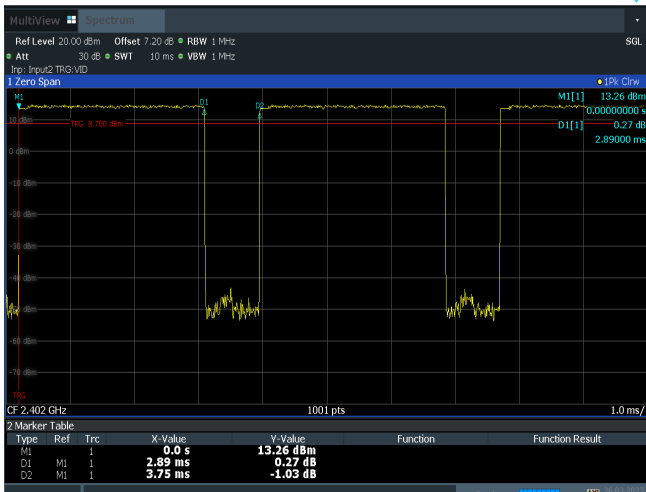 MultiView Spectrum
Ref Level 20.00 dBm Offset 7.20 dB RBW 1 MHz SGL
Att 30 dB SWT 10 ms VBW 1 MHz
Inp: Input2 TRG:VID
1 Zero Span 1Pk Clrw
M1 D1 D2 M1[1] 13.26 dBm
0.00000000 s
10 dBm TRG 8.700 dBm D1[1] 0.27 dB
2.89000 ms
0 dBm
-10 dBm
-20 dBm
-30 dBm
-40 dBm
-50 dBm
-60 dBm
-70 dBm
TRG
CF 2.402 GHz 1001 pts 1.0 ms/
2 Marker Table
Type Ref Trc X-Value Y-Value Function Function Result
M1 1 0.0 s 13.26 dBm
D1 M1 1 2.89 ms 0.27 dB
D2 M1 1 3.75 ms -1.03 dB